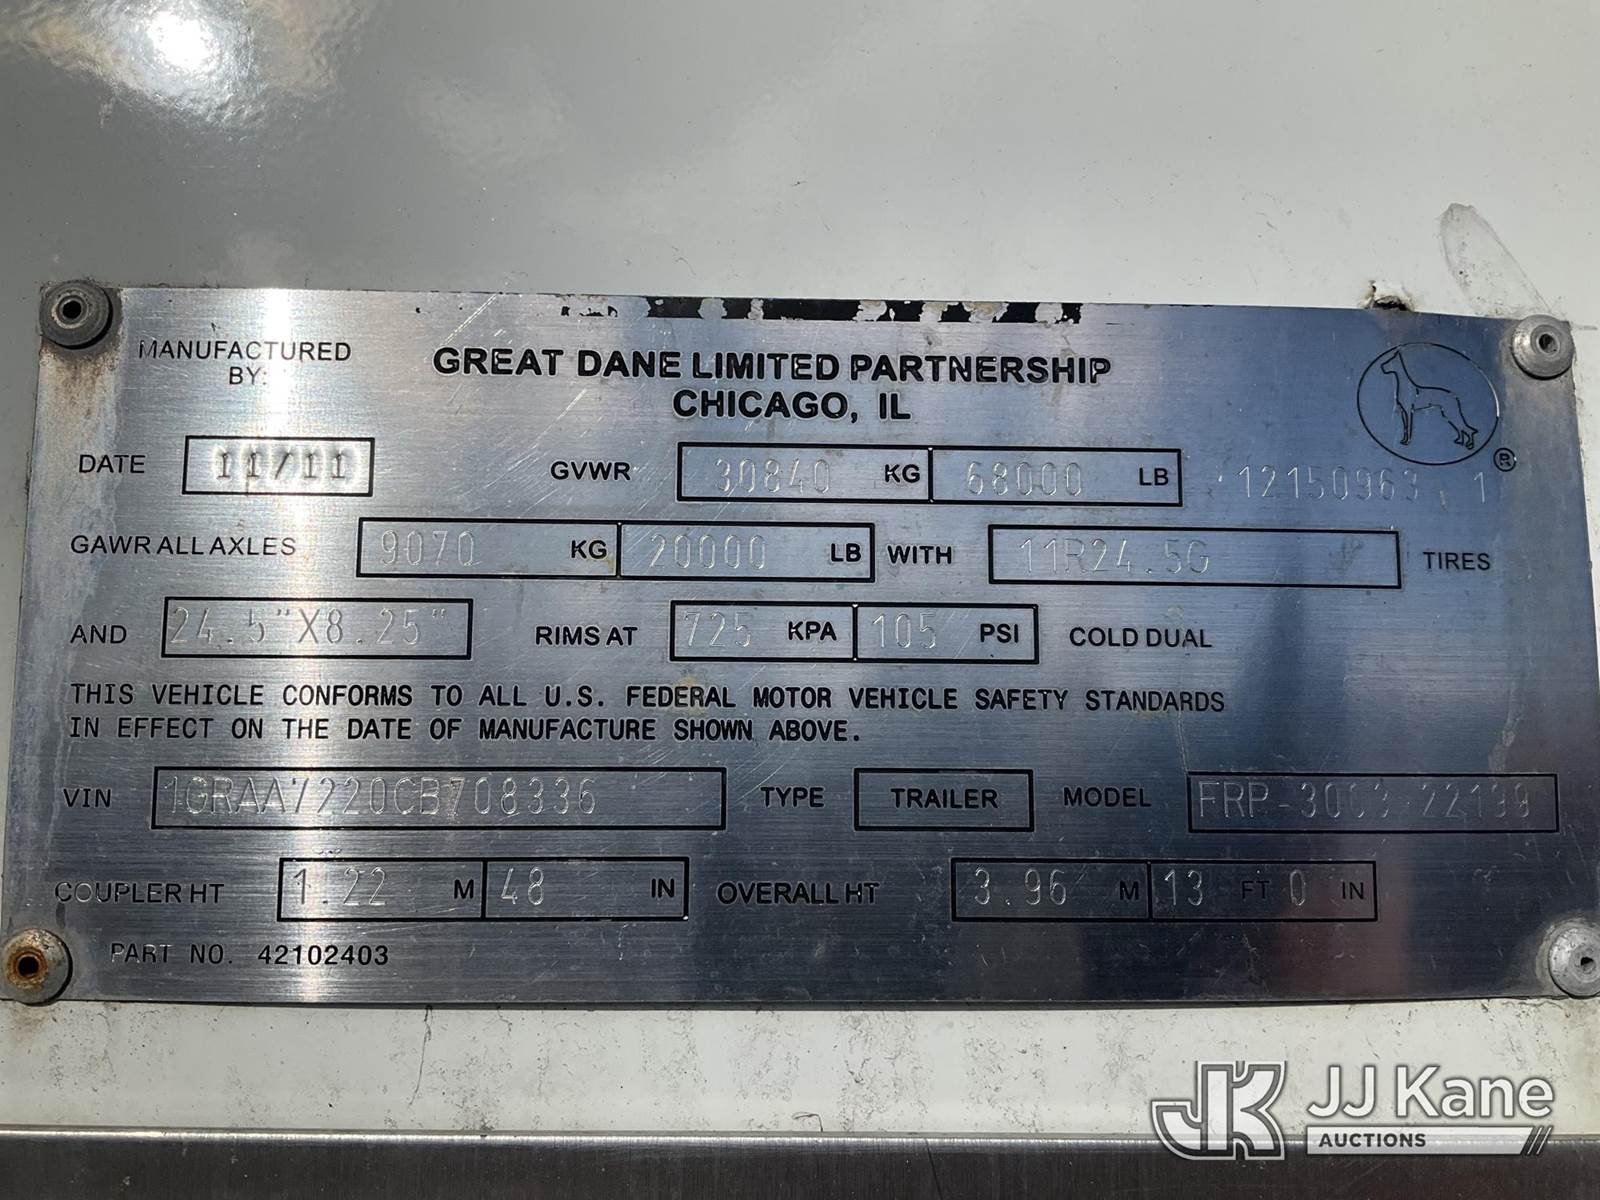 MANUFACTURED BY: GREAT DANE LIMITED PARTNERSHIP
CHICAGO, IL
DATE 11/11 GVWR 30840 KG 68000 LB 12150963 1 ®
GAWR ALL AXLES 9070 KG 20000 LB WITH 11R24.5G TIRES
AND 24.5"X8.25" RIMS AT 725 KPA 105 PSI COLD DUAL
THIS VEHICLE CONFORMS TO ALL U.S. FEDERAL MOTOR VEHICLE SAFETY STANDARDS
IN EFFECT ON THE DATE OF MANUFACTURE SHOWN ABOVE.
VIN 1GRAA7220CB708336 TYPE TRAILER MODEL
COUPLER HT 1.22 M 48 IN OVERALL HT 3.96 M 13 FT 0 IN
PART NO. 42102403
JK JJ Kane
AUCTIONS